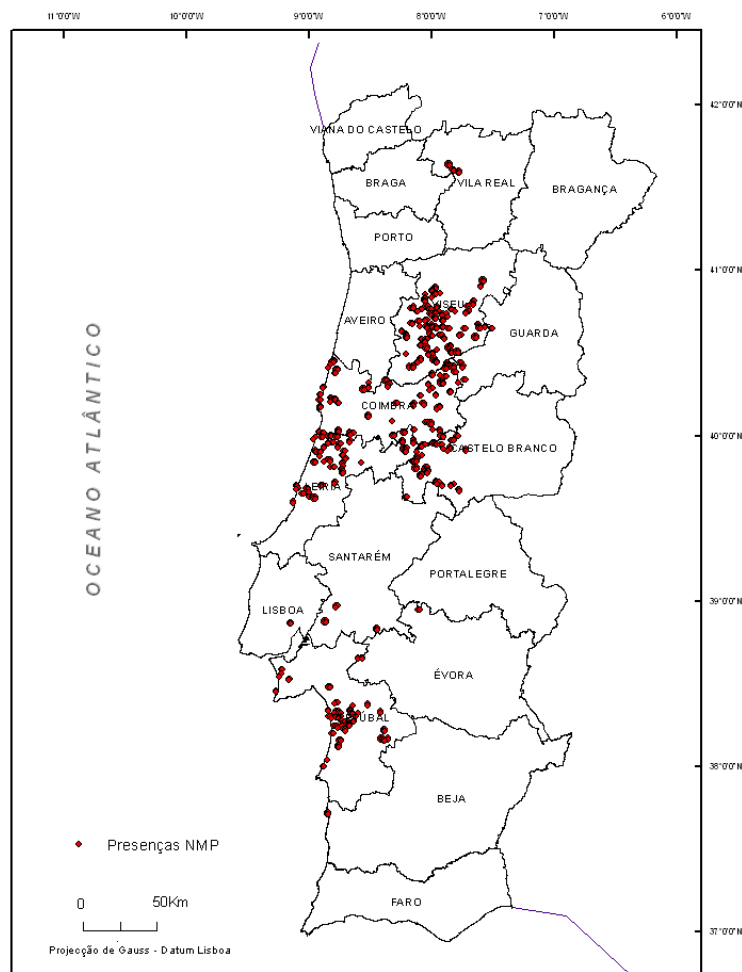 11°0'0"W 10°0'0"W 9°0'0"W 8°0'0"W 7°0'0"W 6°0'0"W
42°0'0"N
VIANA DO CASTELO
BRAGA
VILA REAL
BRAGANÇA
PORTO
41°0'0"N
VISEU
AVEIRO
GUARDA
COIMBRA
40°0'0"N
CASTELO BRANCO
LEIRIA
OCEANO ATLÂNTICO
SANTARÉM
PORTALEGRE
39°0'0"N
LISBOA
ÉVORA
SETÚBAL
38°0'0"N
BEJA
Presenças NMP
0 50Km
FARO
Projecção de Gauss - Datum Lisboa
37°0'0"N